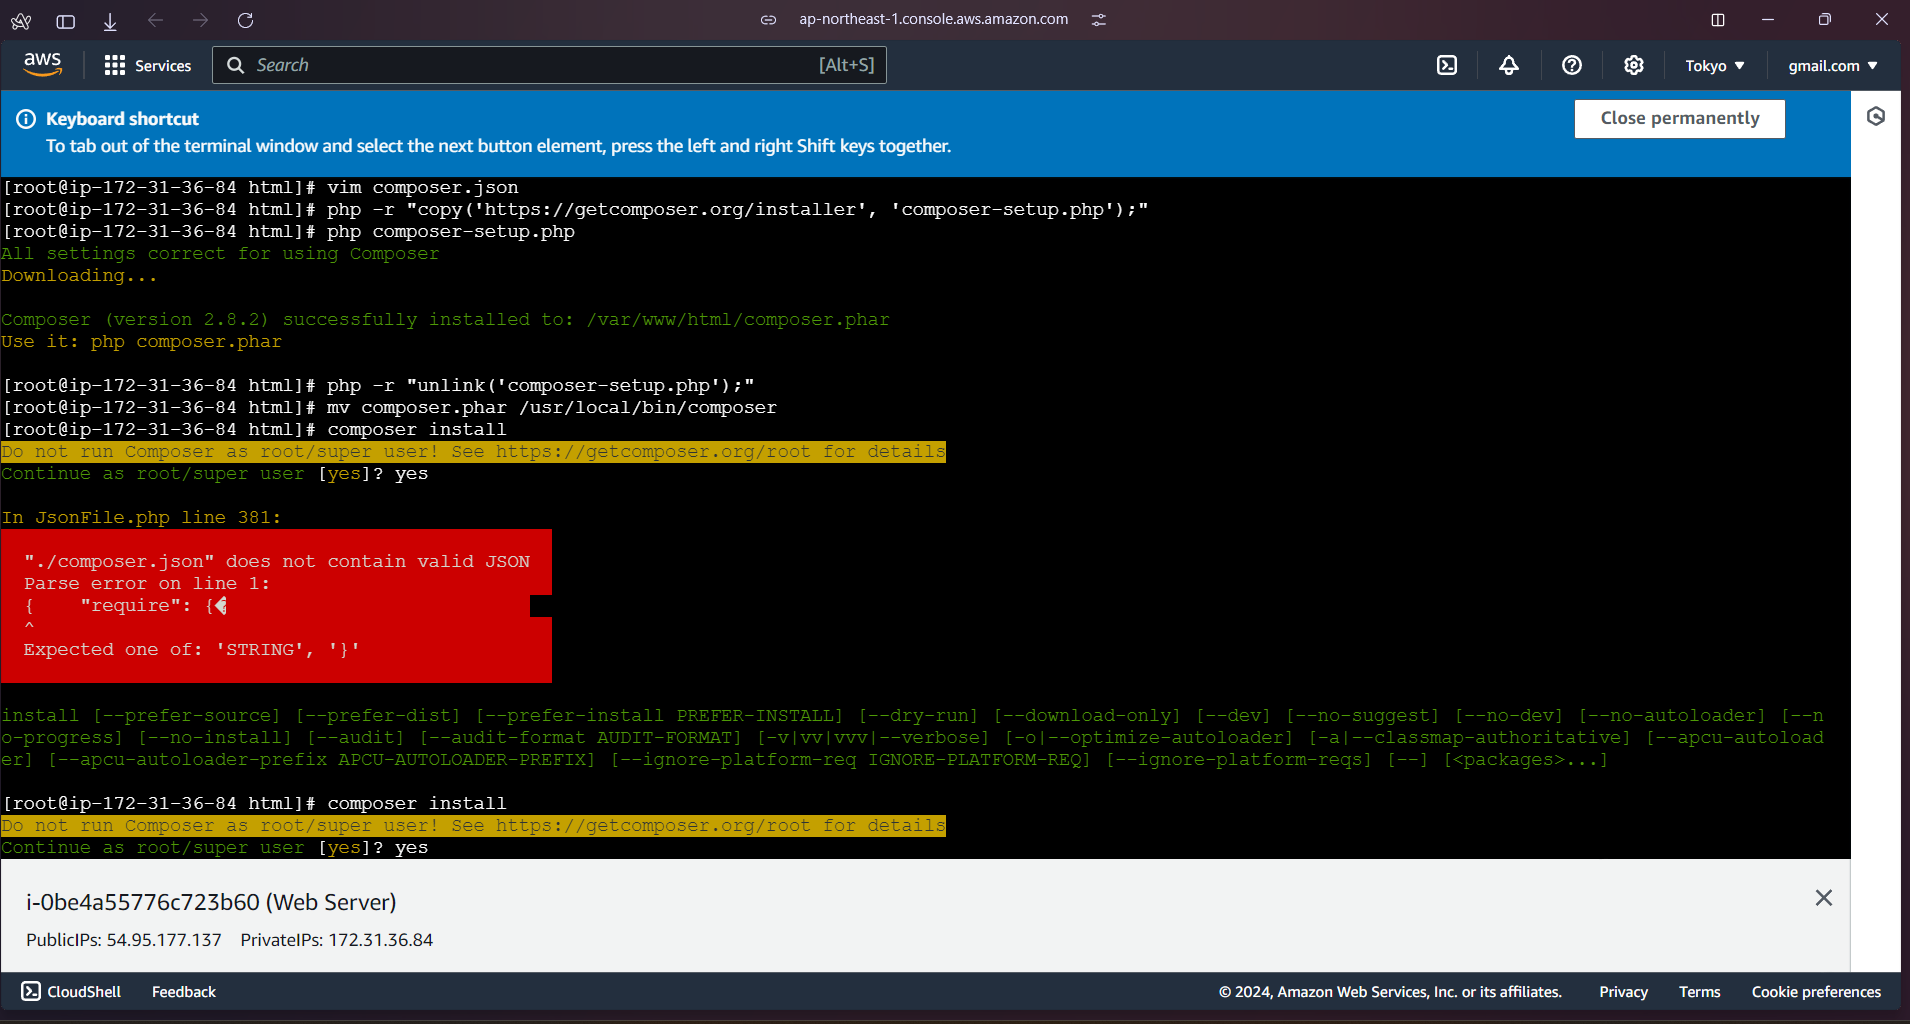 ap-northeast-1.console.aws.amazon.com
aws
Services
Search
[Alt+S]
Tokyo ▼
gmail.com ▼
Keyboard shortcut
To tab out of the terminal window and select the next button element, press the left and right Shift keys together.
Close permanently
[root@ip-172-31-36-84 html]# vim composer.json
[root@ip-172-31-36-84 html]# php -r "copy('https://getcomposer.org/installer', 'composer-setup.php');"
[root@ip-172-31-36-84 html]# php composer-setup.php
All settings correct for using Composer
Downloading...
Composer (version 2.8.2) successfully installed to: /var/www/html/composer.phar
Use it: php composer.phar
[root@ip-172-31-36-84 html]# php -r "unlink('composer-setup.php');"
[root@ip-172-31-36-84 html]# mv composer.phar /usr/local/bin/composer
[root@ip-172-31-36-84 html]# composer install
Do not run Composer as root/super user! See https://getcomposer.org/root for details
Continue as root/super user [yes]? yes
In JsonFile.php line 381:
"./composer.json" does not contain valid JSON
Parse error on line 1:
{    "require": {�
^
Expected one of: 'STRING', '}'
install [--prefer-source] [--prefer-dist] [--prefer-install PREFER-INSTALL] [--dry-run] [--download-only] [--dev] [--no-suggest] [--no-dev] [--no-autoloader] [--n
o-progress] [--no-install] [--audit] [--audit-format AUDIT-FORMAT] [-v|vv|vvv|--verbose] [-o|--optimize-autoloader] [-a|--classmap-authoritative] [--apcu-autoload
er] [--apcu-autoloader-prefix APCU-AUTOLOADER-PREFIX] [--ignore-platform-req IGNORE-PLATFORM-REQ] [--ignore-platform-reqs] [--] [<packages>...]
[root@ip-172-31-36-84 html]# composer install
Do not run Composer as root/super user! See https://getcomposer.org/root for details
Continue as root/super user [yes]? yes
i-0be4a55776c723b60 (Web Server)
PublicIPs: 54.95.177.137 PrivateIPs: 172.31.36.84
CloudShell
Feedback
© 2024, Amazon Web Services, Inc. or its affiliates.
Privacy
Terms
Cookie preferences